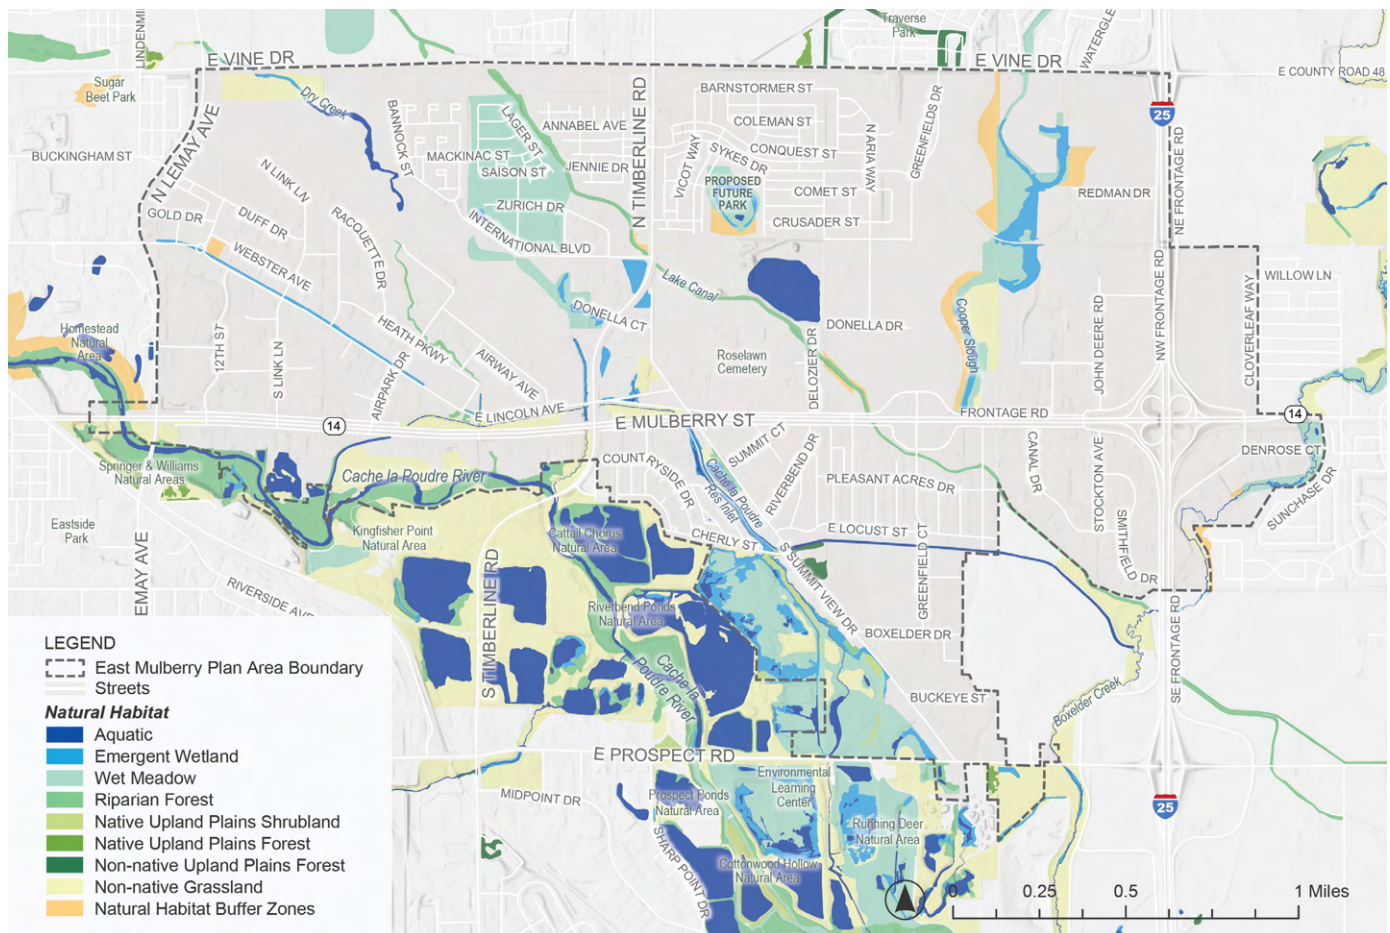 Traverse
Park
LINDENM
E VINE DR
E VINE DR
WATERGLE
E COUNTY ROAD 48
Sugar
Beet Park
Dry Creek
BANNOCK ST
LAGER ST
N TIMBERLINE RD
BARNSTORMER ST
COLEMAN ST
GREENFIELDS DR
25
NE FRONTAGE RD
N LEMAY AVE
ANNABEL AVE
CONQUEST ST
N ARIA WAY
BUCKINGHAM ST
MACKINAC ST
SAISON ST
JENNIE DR
VICOT WAY
SYKES DR
PROPOSED
FUTURE
PARK
COMET ST
REDMAN DR
N LINK LN
ZURICH DR
CRUSADER ST
GOLD DR
DUFF DR
RACQUETTE DR
INTERNATIONAL BLVD
WEBSTER AVE
Lake Canal
NW FRONTAGE RD
CLOVERLEAF WAY
WILLOW LN
Homestead
Natural
Area
12TH ST
S LINK LN
HEATH PKWY
AIRPARK DR
AIRWAY AVE
DONELLA CT
DONELLA DR
Cooper Slough
JOHN DEERE RD
Roselawn
Cemetery
DELOZIER DR
E LINCOLN AVE
14
E MULBERRY ST
FRONTAGE RD
14
SUMMIT CT
CANAL DR
STOCKTON AVE
DENROSE CT
Springer & Williams
Natural Areas
Cache la Poudre River
COUNTRYSIDE DR
Cache la Poudre
Res Inlet
RIVERBEND DR
PLEASANT ACRES DR
SUNCHASE DR
Eastside
Park
Kingfisher Point
Natural Area
Cattail Chorus
Natural Area
CHERLY ST
E LOCUST ST
SMITHFIELD DR
EMAY AVE
S TIMBERLINE RD
S SUMMIT VIEW DR
GREENFIELD CT
RIVERSIDE AVE
Riverbend Ponds
Natural Area
SE FRONTAGE RD
BOXELDER DR
Cache la
Poudre River
BUCKEYE ST
Boxelder Creek
E PROSPECT RD
Environmental
Learning
Center
MIDPOINT DR
Prospect Ponds
Natural Area
25
SHARP POINT DR
Running Deer
Natural Area
Cottonwood Hollow
Natural Area
0 0.25 0.5 1 Miles
LEGEND
East Mulberry Plan Area Boundary
Streets
Natural Habitat
Aquatic
Emergent Wetland
Wet Meadow
Riparian Forest
Native Upland Plains Shrubland
Native Upland Plains Forest
Non-native Upland Plains Forest
Non-native Grassland
Natural Habitat Buffer Zones